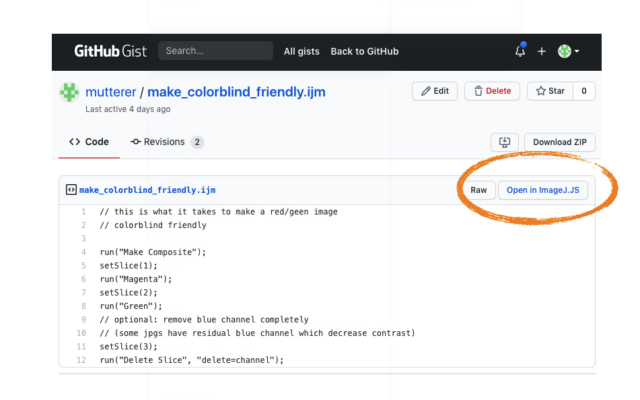 GitHub Gist Search... All gists Back to GitHub
mutterer / make_colorblind_friendly.ijm Edit Delete Star 0
Last active 4 days ago
Code Revisions 2 Download ZIP
make_colorblind_friendly.ijm Raw Open in ImageJ.JS
1 // this is what it takes to make a red/geen image
2 // colorblind friendly
3
4 run("Make Composite");
5 setSlice(1);
6 run("Magenta");
7 setSlice(2);
8 run("Green");
9 // optional: remove blue channel completely
10 // (some jpgs have residual blue channel which decrease contrast)
11 setSlice(3);
12 run("Delete Slice", "delete=channel");